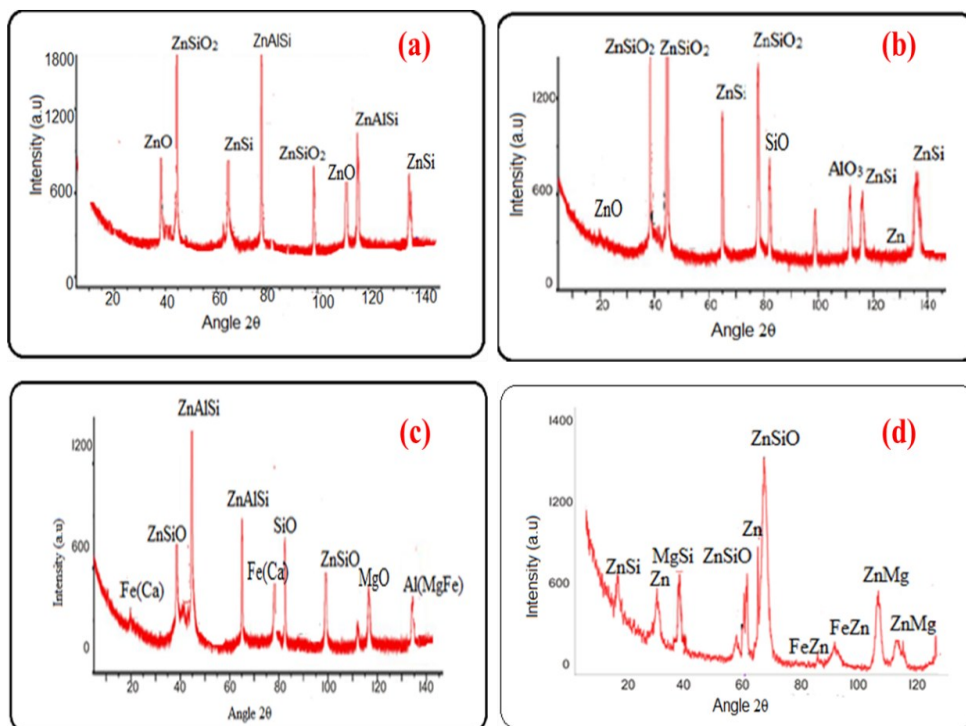 (a)
ZnSiO₂ ZnAlSi
1800
1200
600
0
Intensity (a.u)
ZnO
ZnSi
ZnSiO₂
ZnO
ZnAlSi
ZnSi
20 40 60 80 100 120 140
Angle 2θ
(b)
ZnSiO₂ ZnSiO₂ ZnSiO₂
1200
600
0
Intensity (a.u)
ZnO
ZnSi
SiO
AlO₃
ZnSi
Zn
ZnSi
20 40 60 80 100 120 140
Angle 2θ
(c)
ZnAlSi
1200
600
0
Intensity (a.u)
Fe(Ca)
ZnSiO
ZnAlSi
Fe(Ca)
SiO
ZnSiO
MgO
Al(MgFe)
20 40 60 80 100 120 140
Angle 2θ
(d)
1400
1200
600
0
Intensity (a.u)
ZnSiO
ZnSi
Zn
MgSi
ZnSiO
Zn
FeZn
FeZn
ZnMg
ZnMg
20 40 60 80 100 120
Angle 2θ